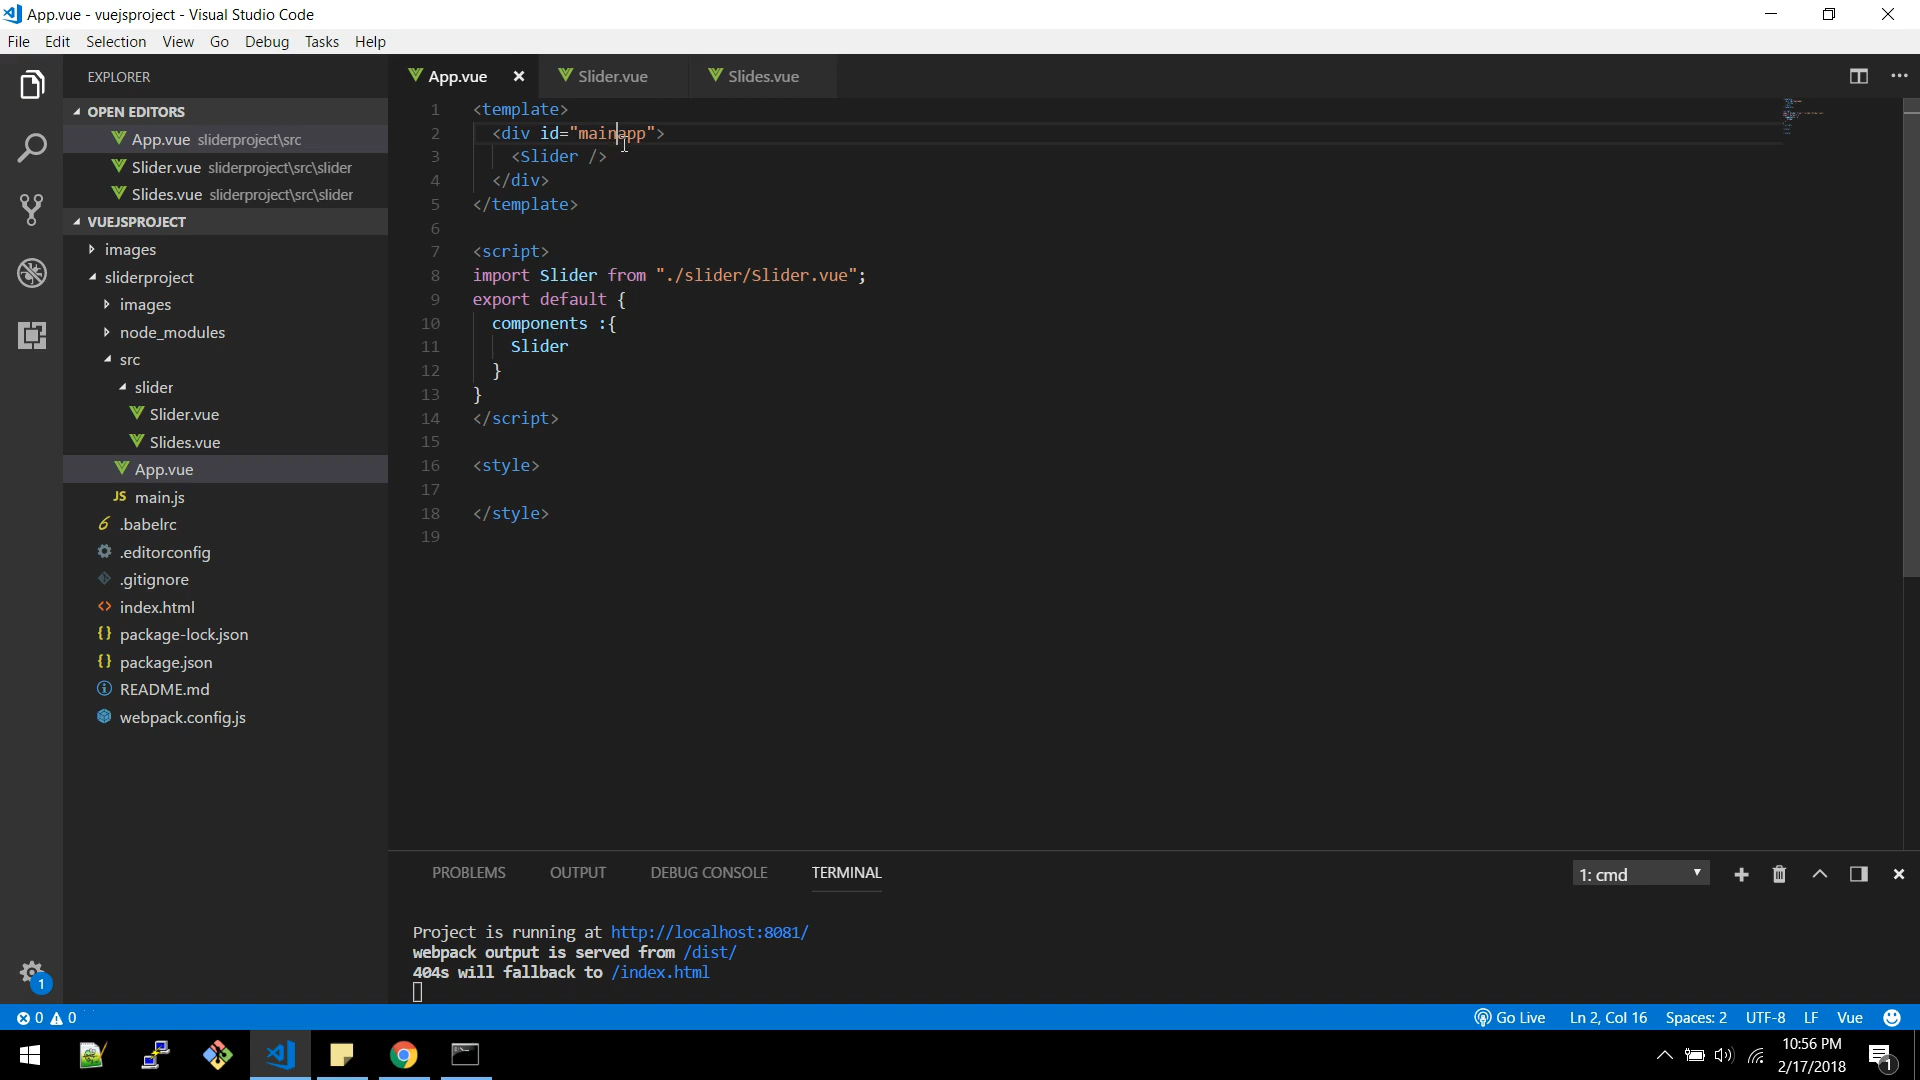 App.vue - vuejsproject - Visual Studio Code
File Edit Selection View Go Debug Tasks Help
EXPLORER
OPEN EDITORS
App.vue sliderproject\src
Slider.vue sliderproject\src\slider
Slides.vue sliderproject\src\slider
VUEJSPROJECT
images
sliderproject
images
node_modules
src
slider
Slider.vue
Slides.vue
App.vue
JS main.js
.babelrc
.editorconfig
.gitignore
<> index.html
{} package-lock.json
{} package.json
README.md
webpack.config.js
App.vue Slider.vue Slides.vue
1 <template>
2 <div id="mainapp">
3 <Slider />
4 </div>
5 </template>
6
7 <script>
8 import Slider from "./slider/Slider.vue";
9 export default {
10 components :{
11 Slider
12 }
13 }
14 </script>
15
16 <style>
17
18 </style>
19
PROBLEMS OUTPUT DEBUG CONSOLE TERMINAL
1: cmd
Project is running at http://localhost:8081/
webpack output is served from /dist/
404s will fallback to /index.html
1
0 0
Go Live Ln 2, Col 16 Spaces: 2 UTF-8 LF Vue
10:56 PM
2/17/2018
1